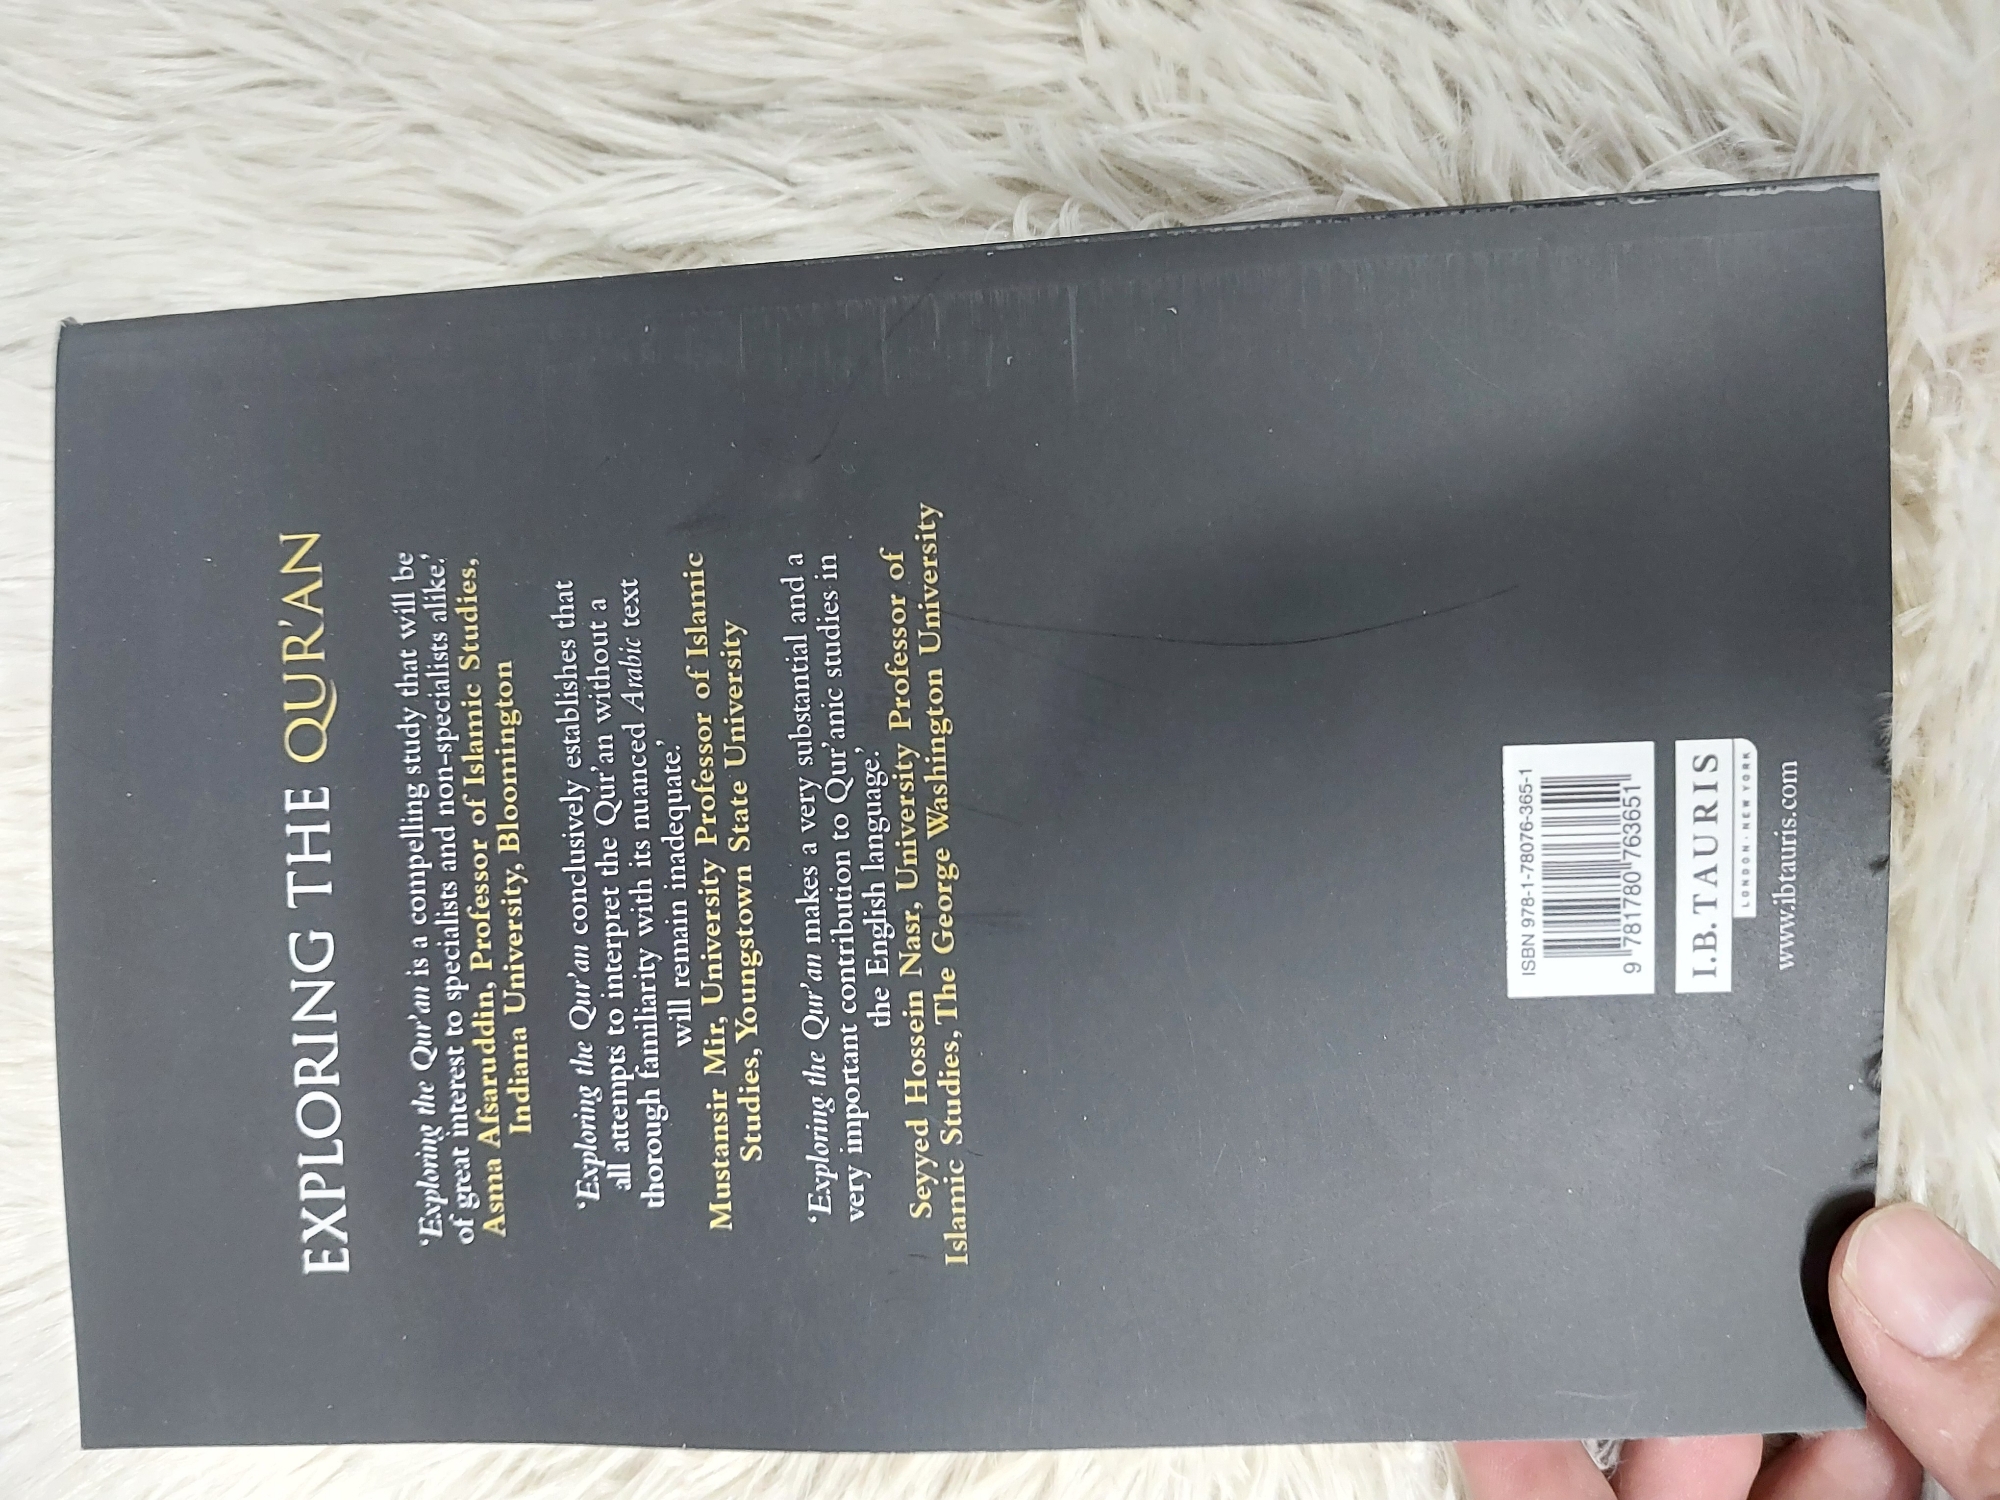 EXPLORING THE QUR'AN
‘Exploring the Qur'an is a compelling study that will be
of great interest to specialists and non-specialists alike.’
Asma Afsaruddin, Professor of Islamic Studies,
Indiana University, Bloomington
‘Exploring the Qur'an conclusively establishes that
all attempts to interpret the Qur'an without a
thorough familiarity with its nuanced Arabic text
will remain inadequate.’
Mustansir Mir, University Professor of Islamic
Studies, Youngstown State University
‘Exploring the Qur'an makes a very substantial and a
very important contribution to Qur'anic studies in
the English language.’
Seyyed Hossein Nasr, University Professor of
Islamic Studies, The George Washington University
ISBN 978-1-78076-365-1
9 781780 763651
I.B.TAURIS
LONDON · NEW YORK
www.ibtauris.com